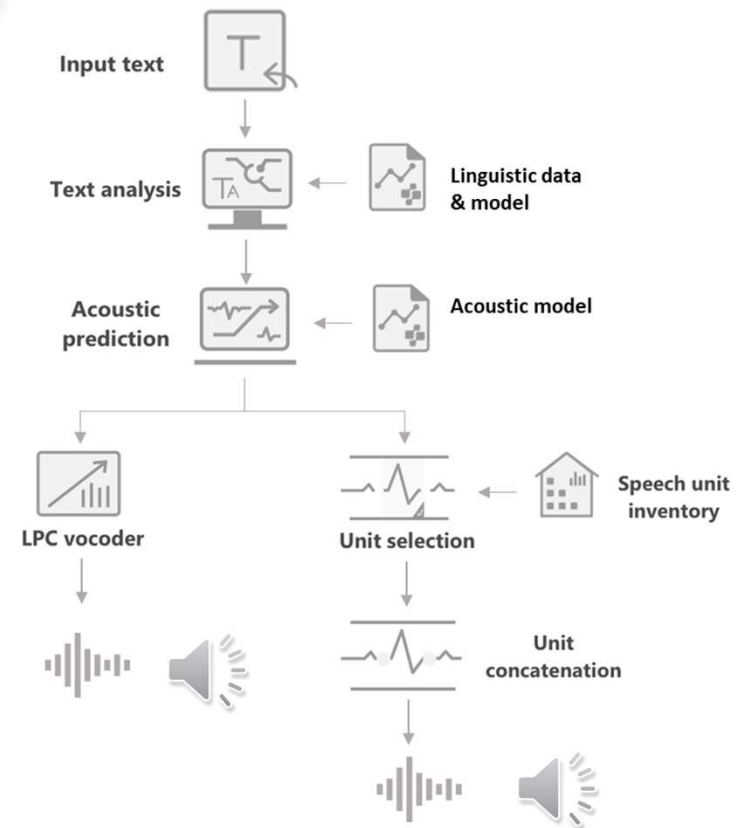 Input text
T
Text analysis
TA
Linguistic data
& model
Acoustic
prediction
Acoustic model
LPC vocoder
Unit selection
Speech unit
inventory
Unit
concatenation